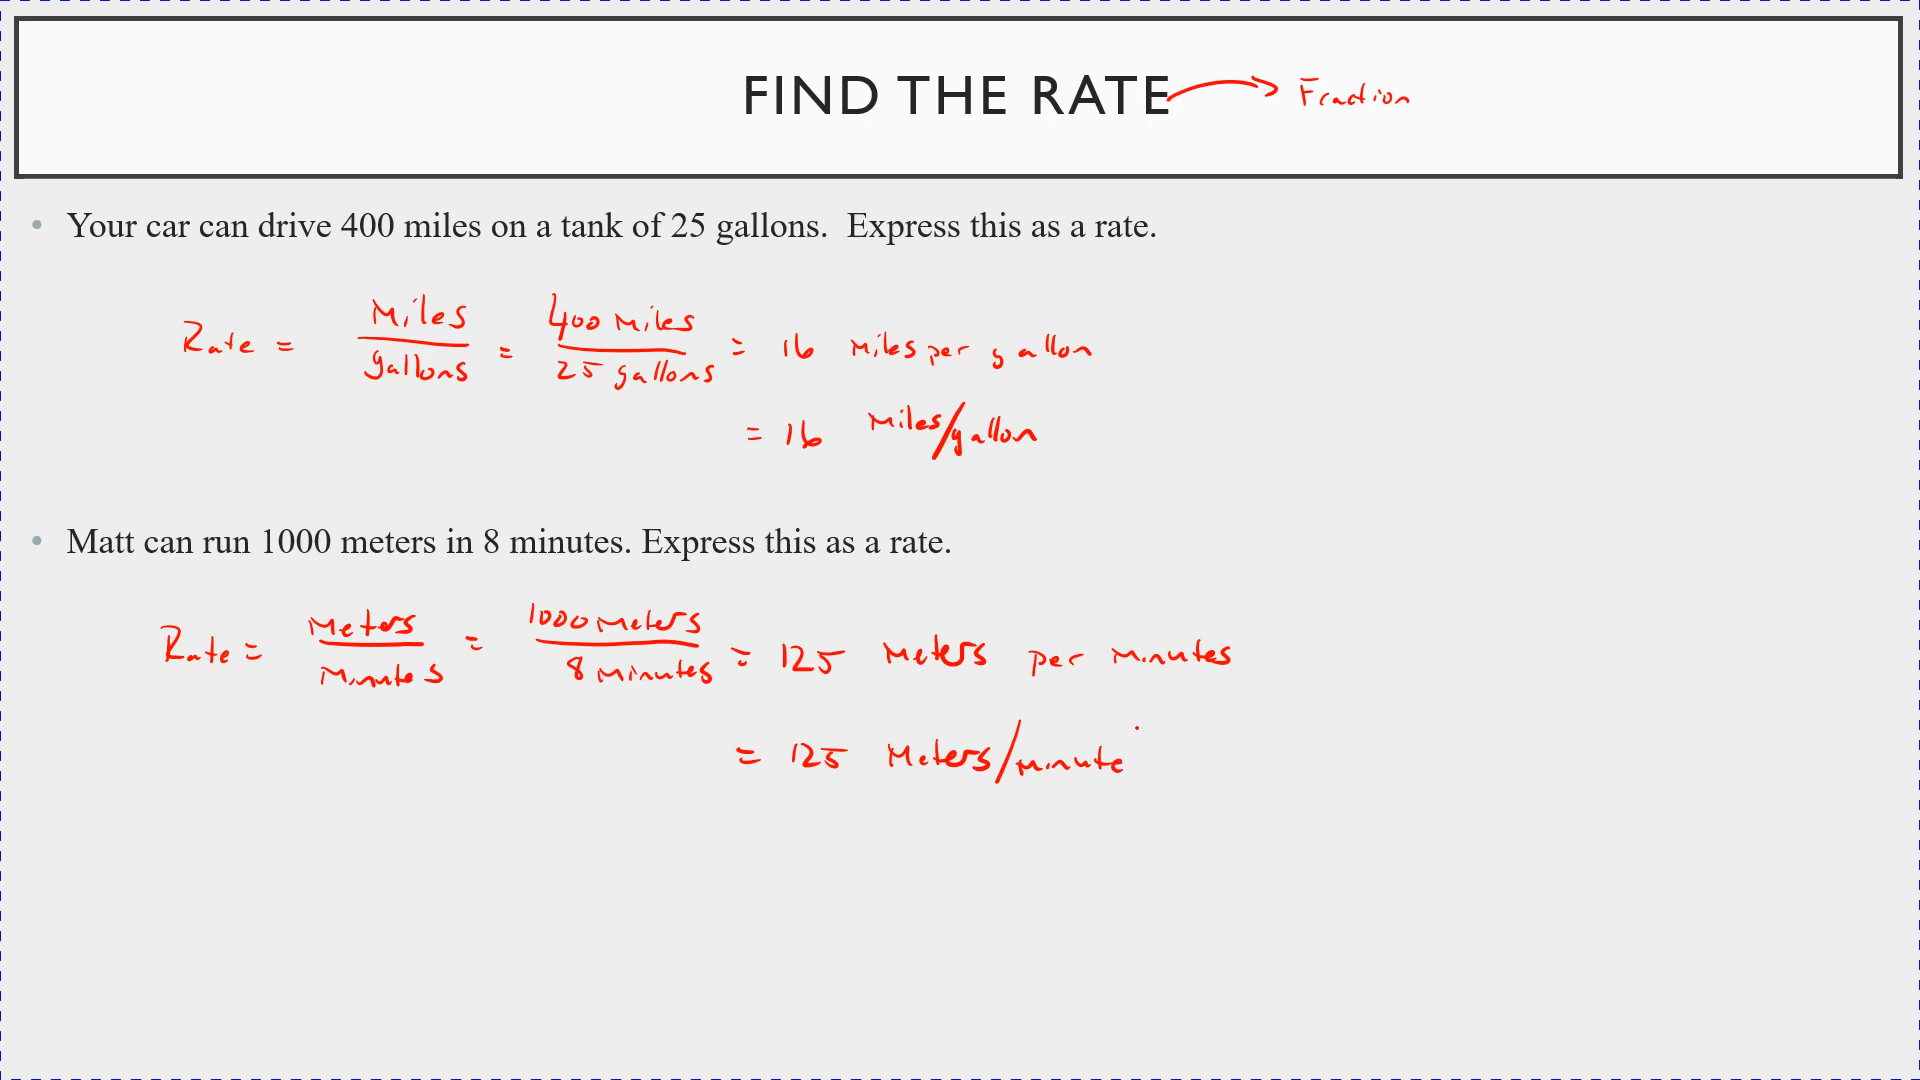 FIND THE RATE Fraction
• Your car can drive 400 miles on a tank of 25 gallons. Express this as a rate.
Rate = Miles/gallons = 400 Miles/25 gallons = 16 Miles per gallon
= 16 Miles/gallon
• Matt can run 1000 meters in 8 minutes. Express this as a rate.
Rate = Meters/Minutes = 1000 Meters/8 Minutes = 125 Meters per minutes
= 125 Meters/minute